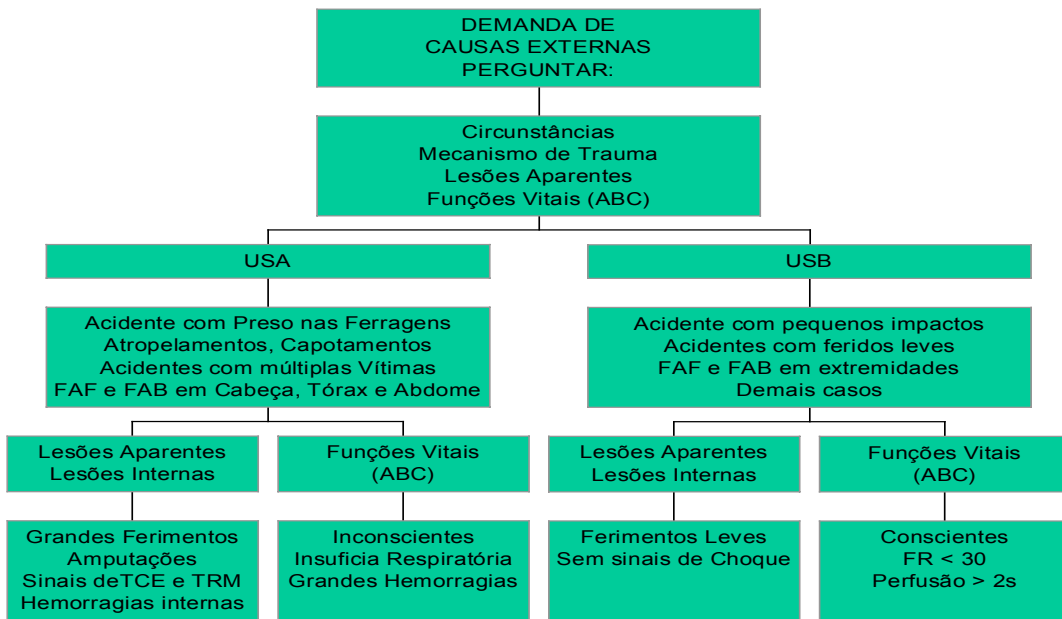 DEMANDA DE
CAUSAS EXTERNAS
PERGUNTAR:
Circunstâncias
Mecanismo de Trauma
Lesões Aparentes
Funções Vitais (ABC)
USA
USB
Acidente com Preso nas Ferragens
Atropelamentos, Capotamentos
Acidentes com múltiplas Vítimas
FAF e FAB em Cabeça, Tórax e Abdome
Acidente com pequenos impactos
Acidentes com feridos leves
FAF e FAB em extremidades
Demais casos
Lesões Aparentes
Lesões Internas
Funções Vitais
(ABC)
Lesões Aparentes
Lesões Internas
Funções Vitais
(ABC)
Grandes Ferimentos
Amputações
Sinais deTCE e TRM
Hemorragias internas
Inconscientes
Insuficia Respiratória
Grandes Hemorragias
Ferimentos Leves
Sem sinais de Choque
Conscientes
FR < 30
Perfusão > 2s